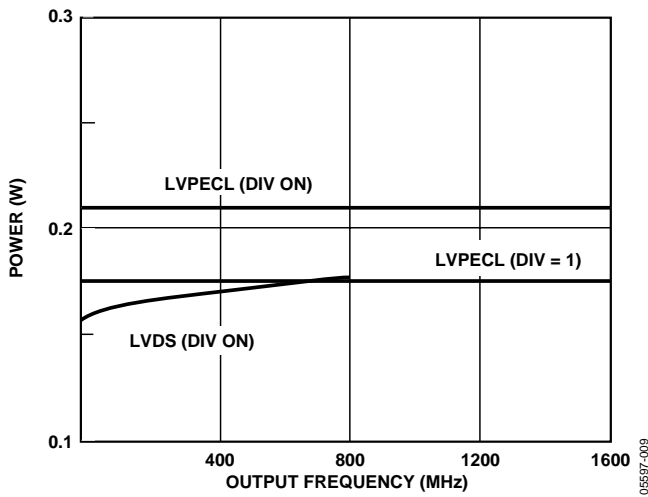 0.3
POWER (W)
LVPECL (DIV ON)
0.2
LVPECL (DIV = 1)
LVDS (DIV ON)
0.1
400
800
1200
1600
OUTPUT FREQUENCY (MHz)
05597-009